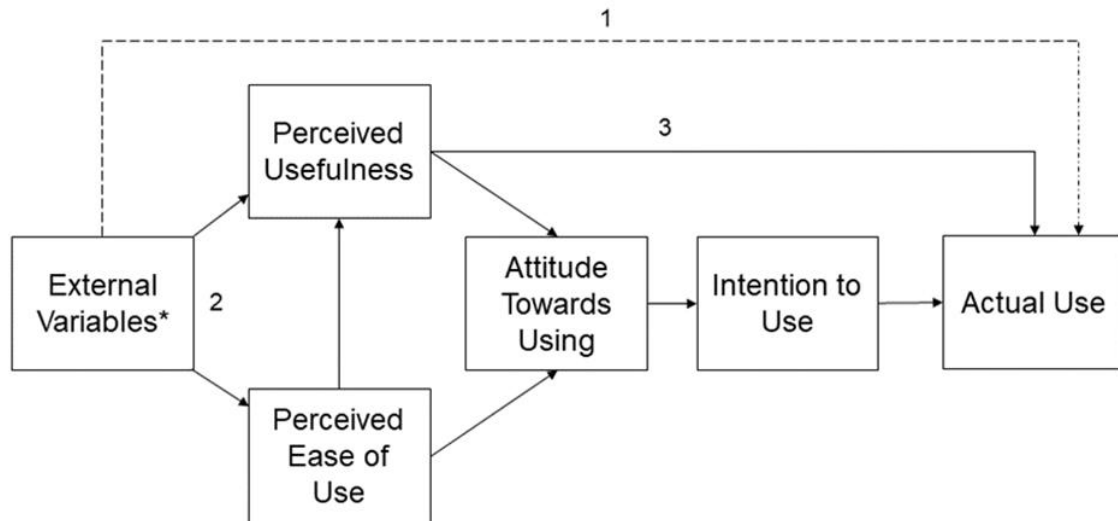 1
Perceived
Usefulness
3
External
Variables*
2
Attitude
Towards
Using
Intention to
Use
Actual Use
Perceived
Ease of
Use